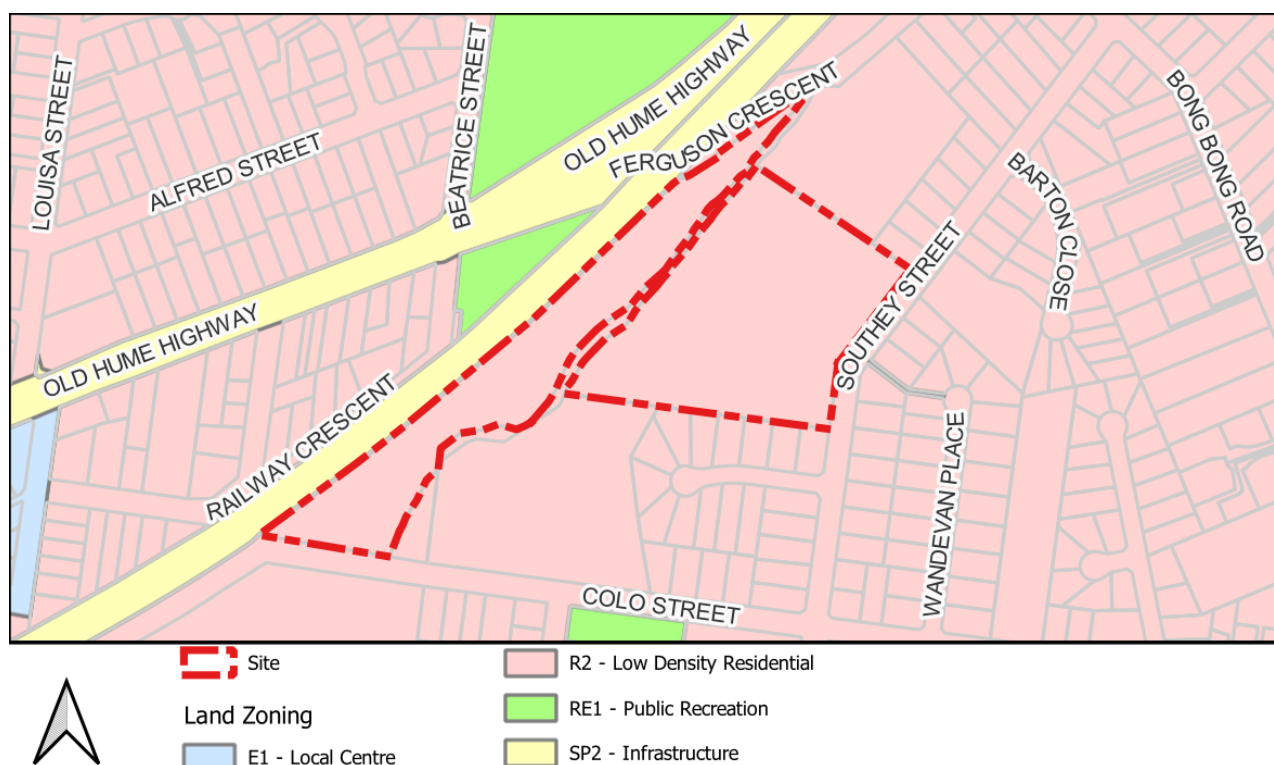 LOUISA STREET
ALFRED STREET
BEATRICE STREET
OLD HUME HIGHWAY
FERGUSON CRESCENT
BONG BONG ROAD
BARTON CLOSE
SOUTHEY STREET
OLD HUME HIGHWAY
RAILWAY CRESCENT
WANDEVAN PLACE
COLO STREET
Site
Land Zoning
E1 - Local Centre
R2 - Low Density Residential
RE1 - Public Recreation
SP2 - Infrastructure